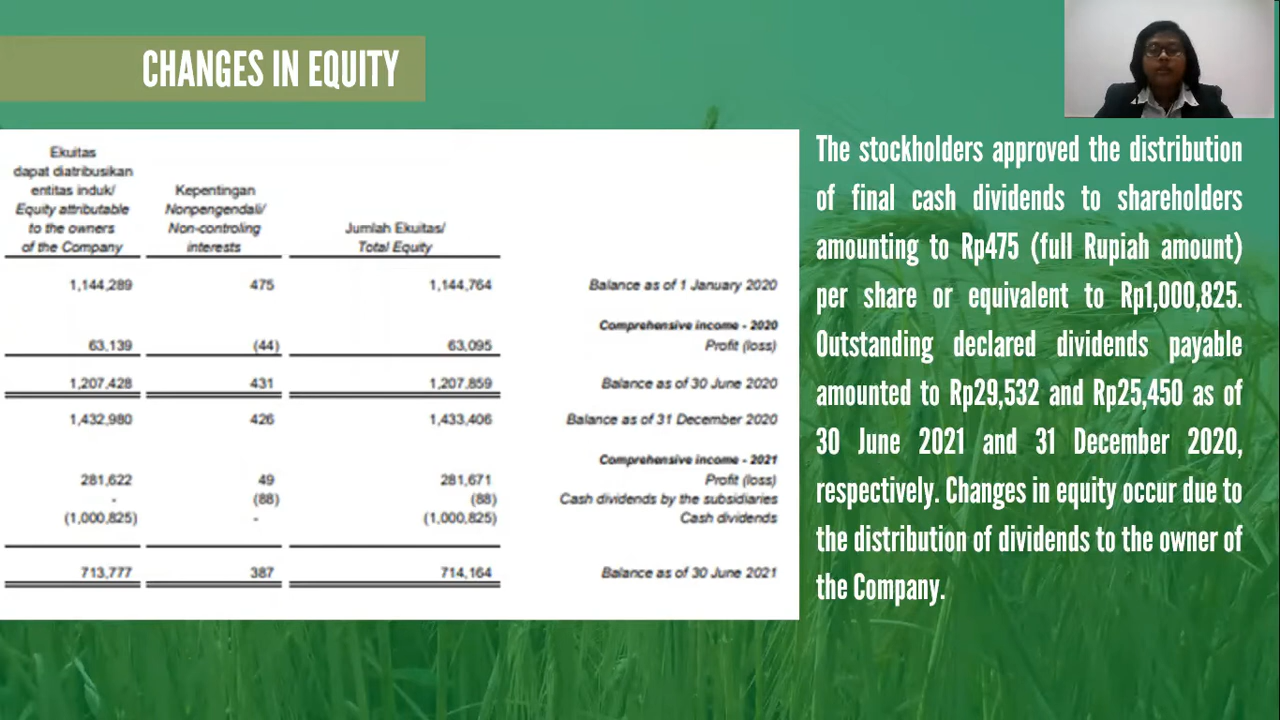 CHANGES IN EQUITY
Ekuitas
dapat diatribusikan
entitas induk/
Equity attributable
to the owners
of the Company
Kepentingan
Nonpengendali/
Non-controling
interests
Jumlah Ekuitas/
Total Equity
1,144,289 475 1,144,764 Balance as of 1 January 2020
Comprehensive income - 2020
63,139 (44) 63,095 Profit (loss)
1,207,428 431 1,207,859 Balance as of 30 June 2020
1,432,980 426 1,433,406 Balance as of 31 December 2020
Comprehensive income - 2021
281,622 49 281,671 Profit (loss)
- (88) (88) Cash dividends by the subsidiaries
(1,000,825) - (1,000,825) Cash dividends
713,777 387 714,164 Balance as of 30 June 2021
The stockholders approved the distribution
of final cash dividends to shareholders
amounting to Rp475 (full Rupiah amount)
per share or equivalent to Rp1,000,825.
Outstanding declared dividends payable
amounted to Rp29,532 and Rp25,450 as of
30 June 2021 and 31 December 2020,
respectively. Changes in equity occur due to
the distribution of dividends to the owner of
the Company.